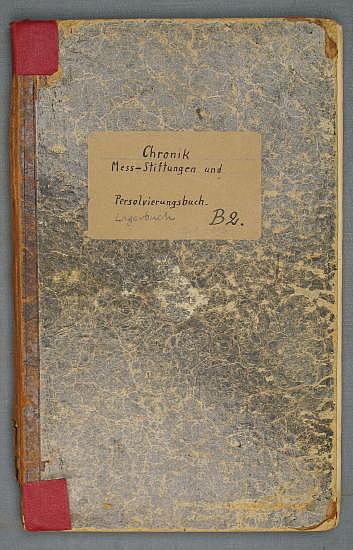 Chronik
Mess-Stiftungen und
Persolvierungsbuch.
Lagerbuch B2.